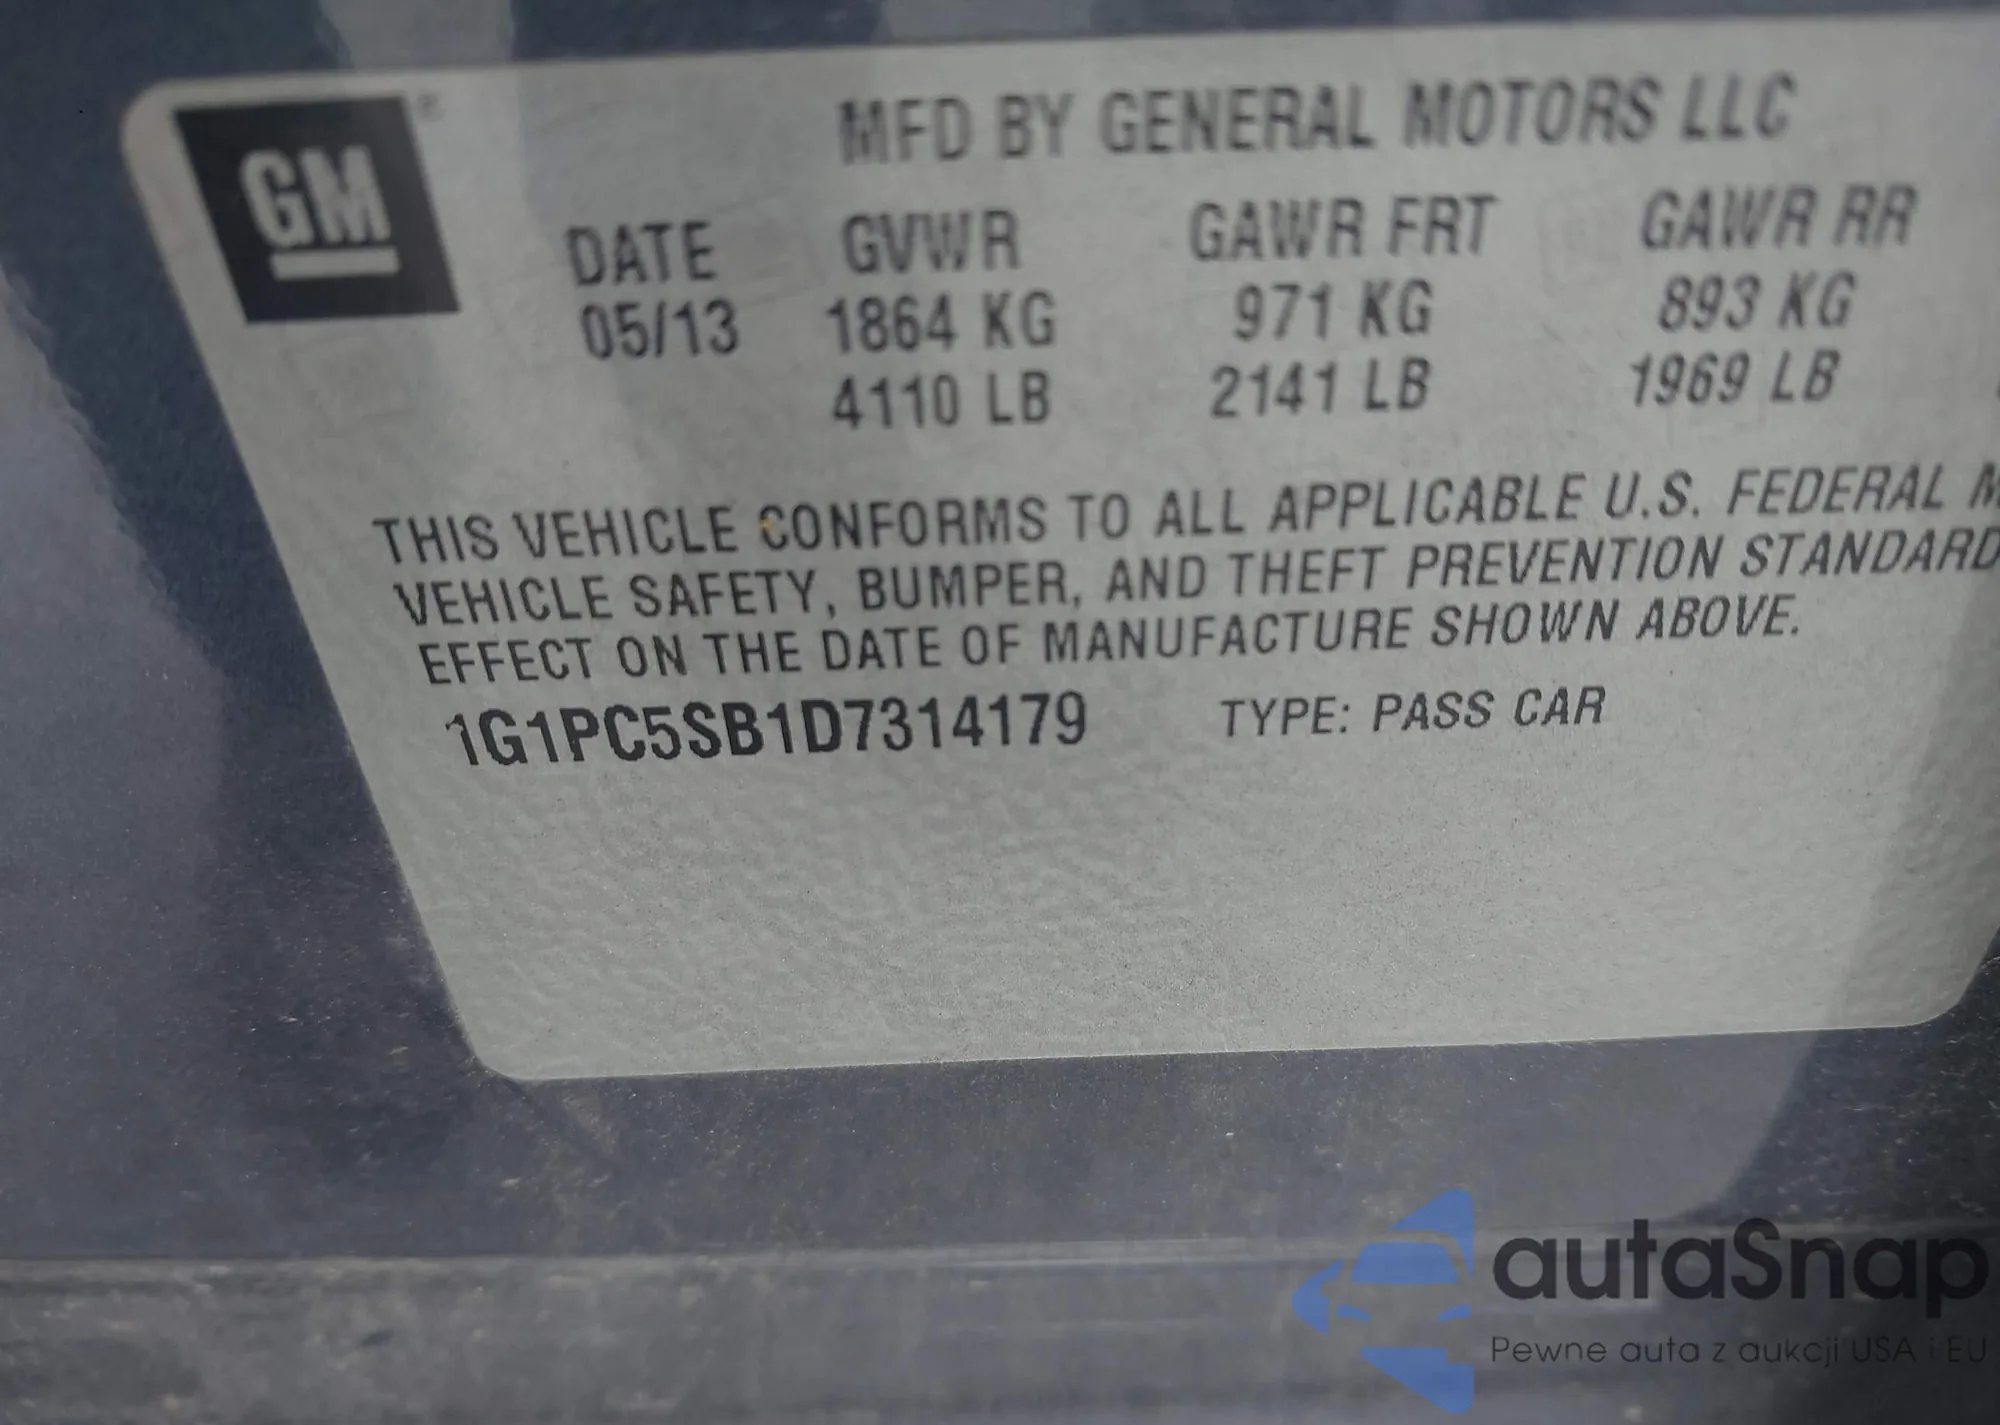 GM
MFD BY GENERAL MOTORS LLC
DATE GVWR GAWR FRT GAWR RR
05/13 1864 KG 971 KG 893 KG
4110 LB 2141 LB 1969 LB
THIS VEHICLE CONFORMS TO ALL APPLICABLE U.S. FEDERAL M
VEHICLE SAFETY, BUMPER, AND THEFT PREVENTION STANDARD
EFFECT ON THE DATE OF MANUFACTURE SHOWN ABOVE.
1G1PC5SB1D7314179 TYPE: PASS CAR
autaSnap
Pewne auta z aukcji USA i EU